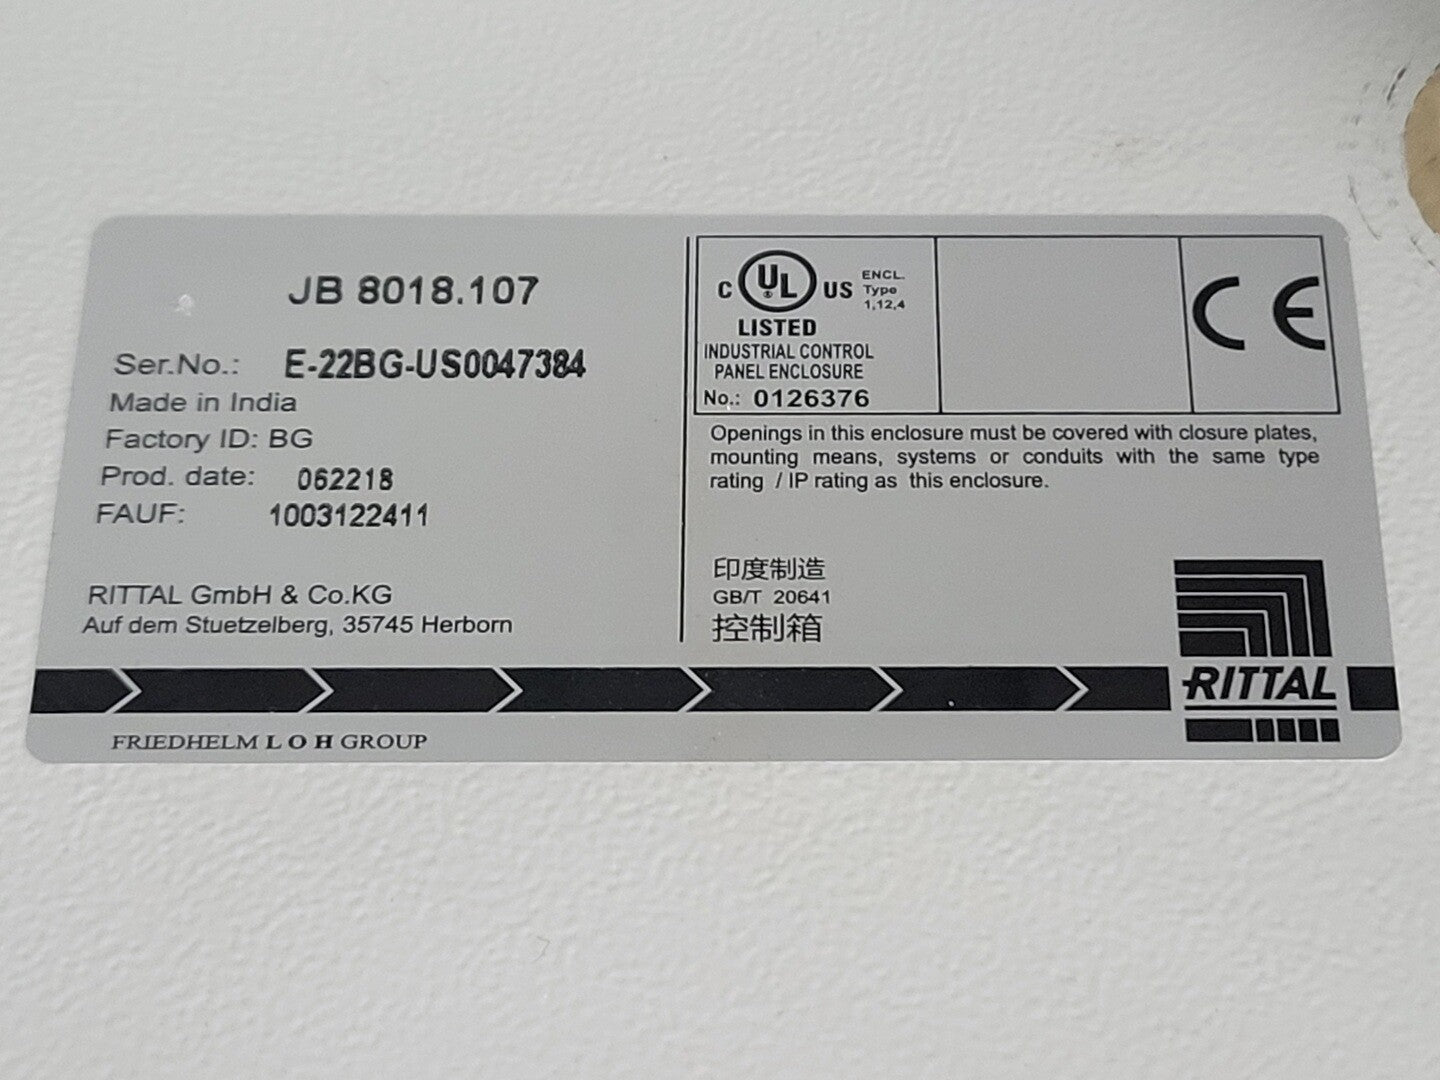 JB 8018.107
Ser.No.: E-22BG-US0047384
Made in India
Factory ID: BG
Prod. date: 062218
FAUF: 1003122411
RITTAL GmbH & Co.KG
Auf dem Stuetzelberg, 35745 Herborn
C UL US
®
ENCL.
Type
1,12,4
LISTED
INDUSTRIAL CONTROL
PANEL ENCLOSURE
No.: 0126376
CE
Openings in this enclosure must be covered with closure plates,
mounting means, systems or conduits with the same type
rating / IP rating as this enclosure.
印度制造
GB/T 20641
控制箱
RITTAL
FRIEDHELM LOH GROUP